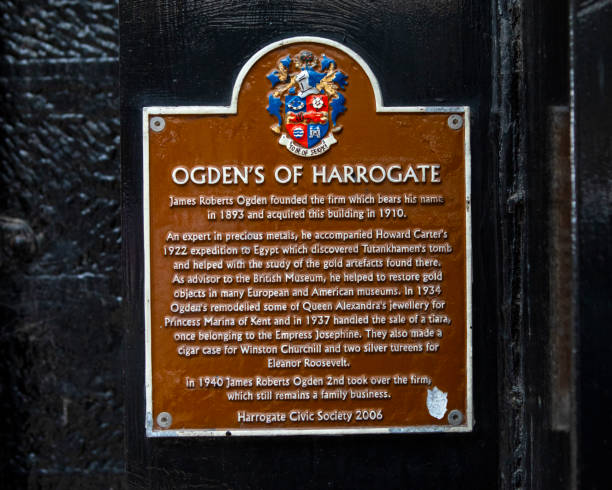 OGDEN'S OF HARROGATE
James Roberts Ogden founded the firm which bears his name
in 1893 and acquired this building in 1910.
An expert in precious metals, he accompanied Howard Carter's
1922 expedition to Egypt which discovered Tutankhamen's tomb
and helped with the study of the gold artefacts found there.
As advisor to the British Museum, he helped to restore gold
objects in many European and American museums. In 1934
Ogden's remodelled some of Queen Alexandra's jewellery for
Princess Marina of Kent and in 1937 handled the sale of a tiara,
once belonging to the Empress Josephine. They also made a
cigar case for Winston Churchill and two silver tureens for
Eleanor Roosevelt.
In 1940 James Roberts Ogden 2nd took over the firm,
which still remains a family business.
Harrogate Civic Society 2006